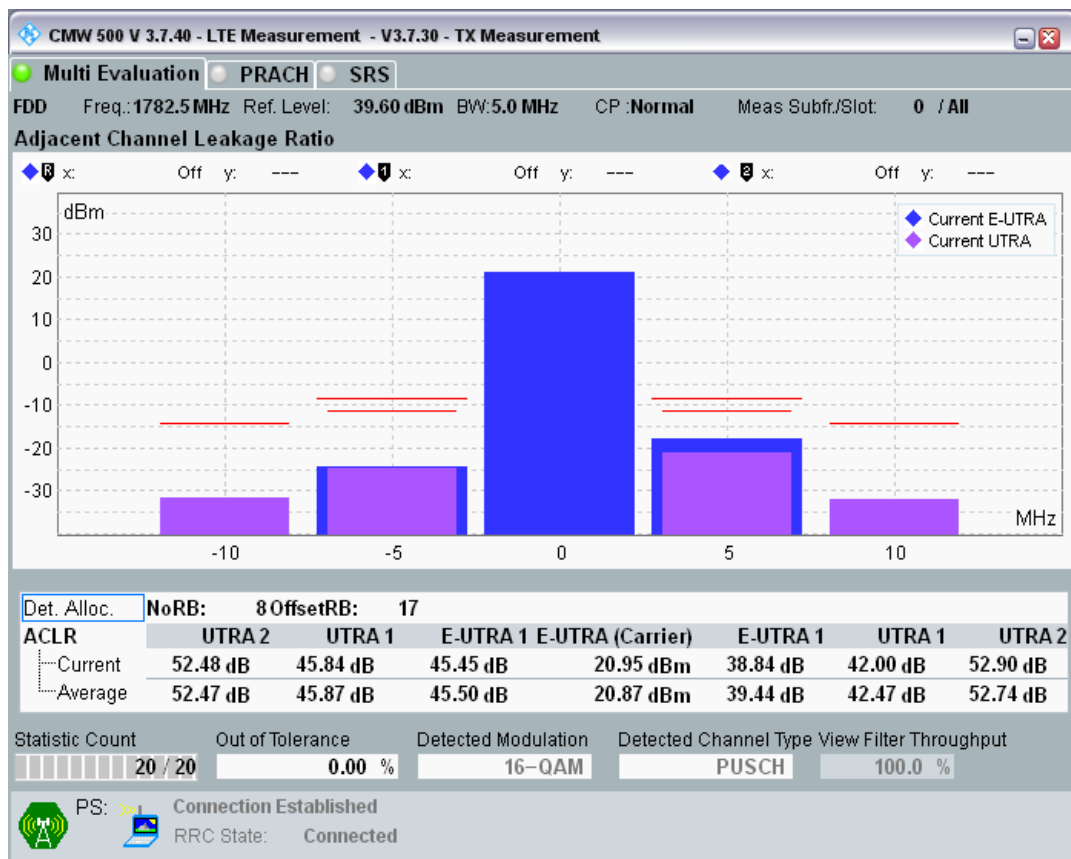 CMW 500 V 3.7.40 - LTE Measurement - V3.7.30 - TX Measurement
Multi Evaluation PRACH SRS
FDD Freq.:1782.5 MHz Ref. Level: 39.60 dBm BW:5.0 MHz CP :Normal Meas Subfr./Slot: 0 / All
Adjacent Channel Leakage Ratio
R x: Off y: --- 1 x: Off y: --- 2 x: Off y: ---
dBm
Current E-UTRA
Current UTRA
30
20
10
0
-10
-20
-30
MHz
-10 -5 0 5 10
Det. Alloc. NoRB: 8 OffsetRB: 17
ACLR UTRA 2 UTRA 1 E-UTRA 1 E-UTRA (Carrier) E-UTRA 1 UTRA 1 UTRA 2
Current 52.48 dB 45.84 dB 45.45 dB 20.95 dBm 38.84 dB 42.00 dB 52.90 dB
Average 52.47 dB 45.87 dB 45.50 dB 20.87 dBm 39.44 dB 42.47 dB 52.74 dB
Statistic Count Out of Tolerance Detected Modulation Detected Channel Type View Filter Throughput
20 / 20 0.00 % 16-QAM PUSCH 100.0 %
PS: Connection Established
RRC State: Connected